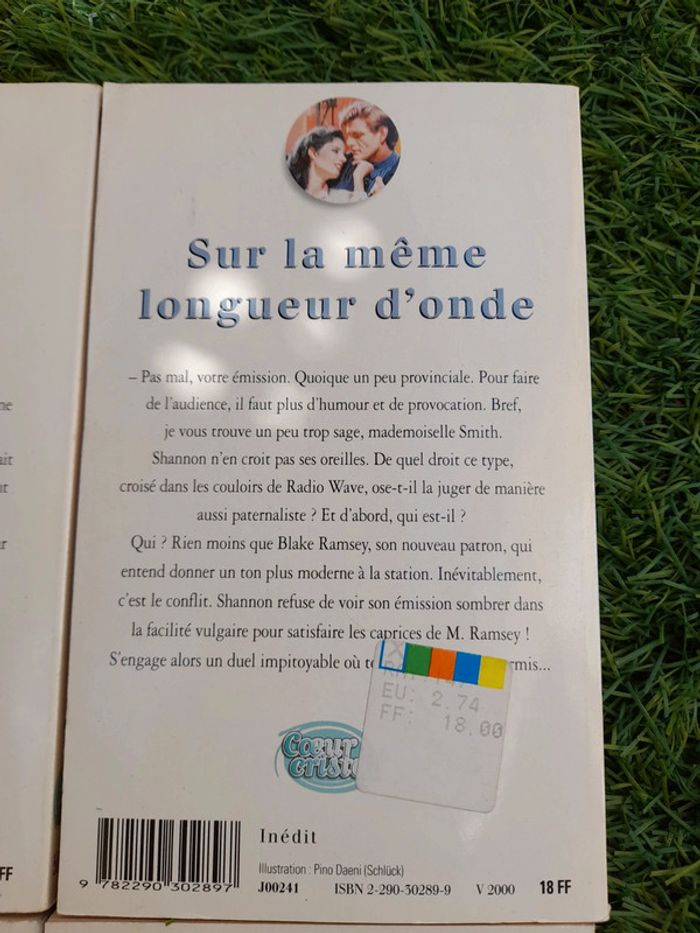 Sur la même
longueur d'onde
– Pas mal, votre émission. Quoique un peu provinciale. Pour faire
de l'audience, il faut plus d'humour et de provocation. Bref,
je vous trouve un peu trop sage, mademoiselle Smith.
Shannon n'en croit pas ses oreilles. De quel droit ce type,
croisé dans les couloirs de Radio Wave, ose-t-il la juger de manière
aussi paternaliste ? Et d'abord, qui est-il ?
Qui ? Rien moins que Blake Ramsey, son nouveau patron, qui
entend donner un ton plus moderne à la station. Inévitablement,
c'est le conflit. Shannon refuse de voir son émission sombrer dans
la facilité vulgaire pour satisfaire les caprices de M. Ramsey !
S'engage alors un duel impitoyable où
EU: 2.74
FF: 18.00
Cœur
Inédit
Illustration : Pino Daeni (Schlück)
9 782290 302897
J00241 ISBN 2-290-30289-9 V 2000 18 FF
FF